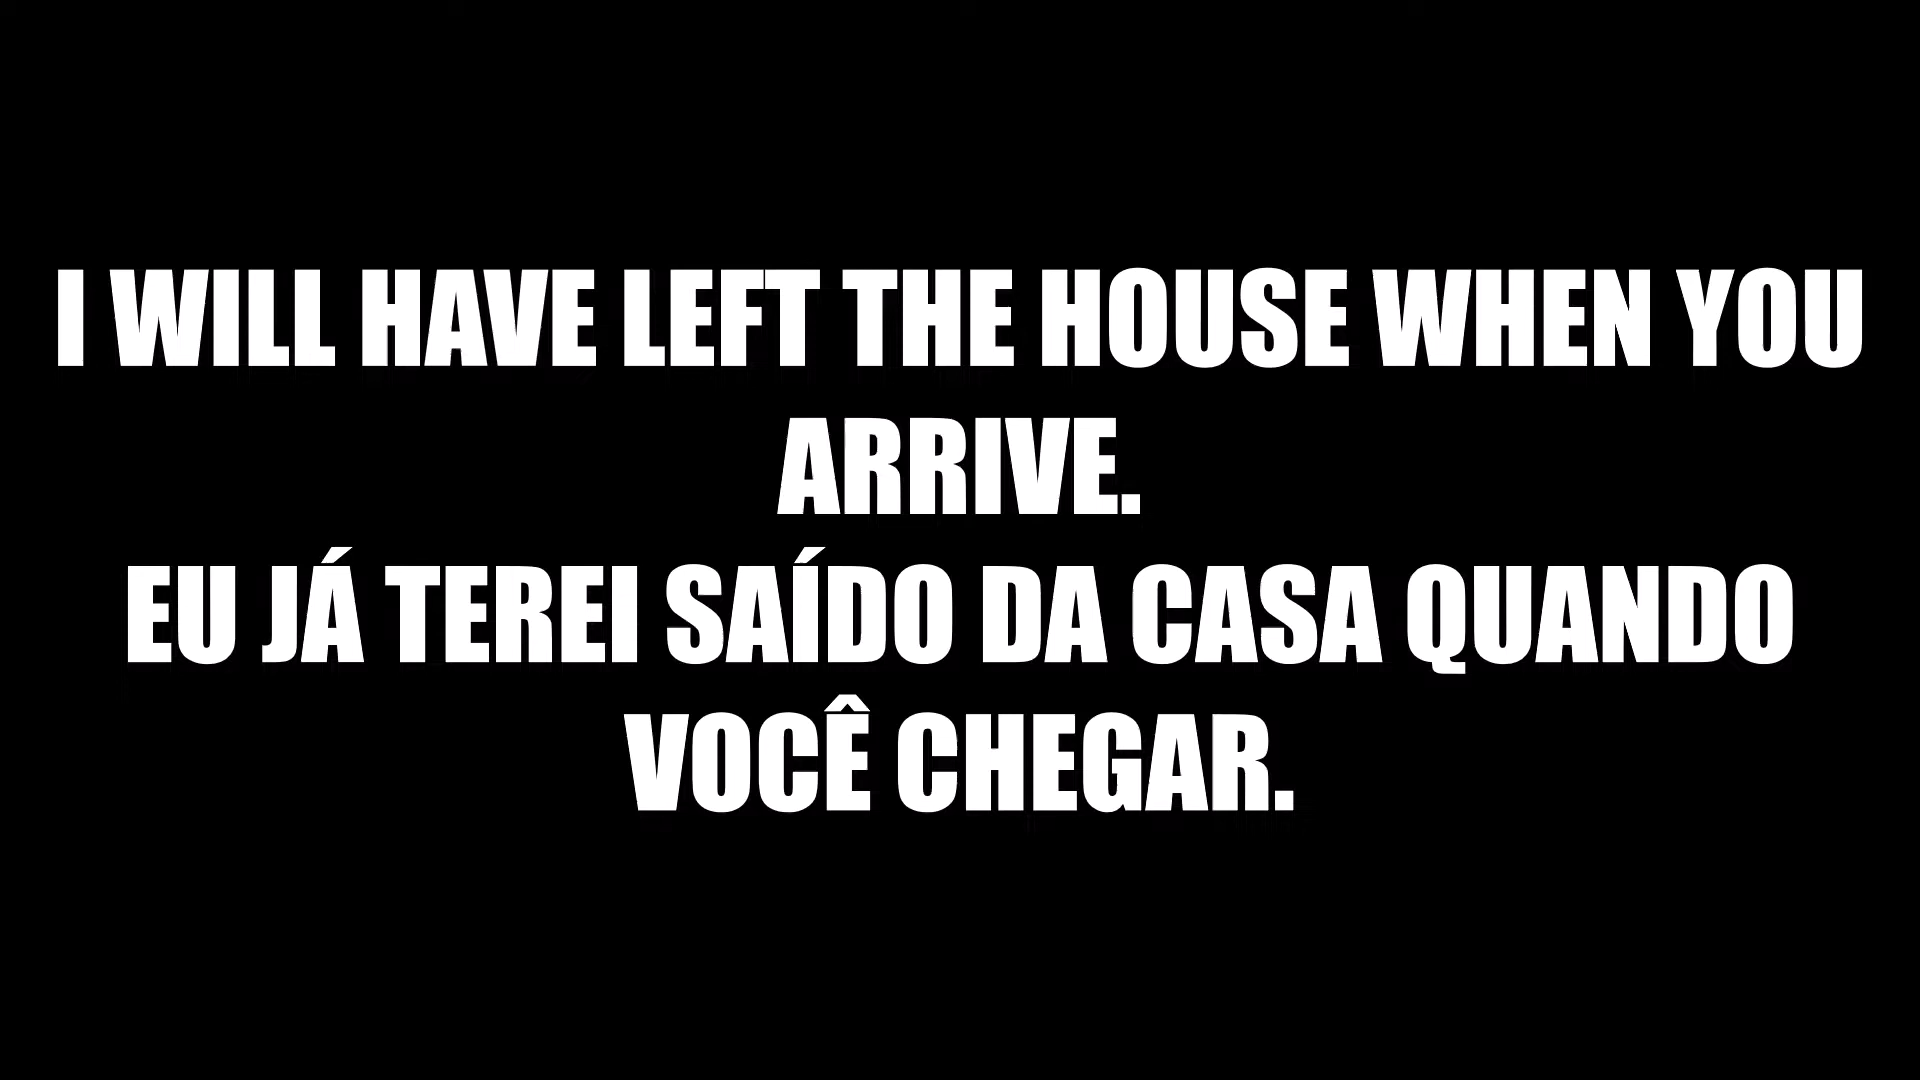 I WILL HAVE LEFT THE HOUSE WHEN YOU
ARRIVE.
EU JÁ TEREI SAÍDO DA CASA QUANDO
VOCÊ CHEGAR.